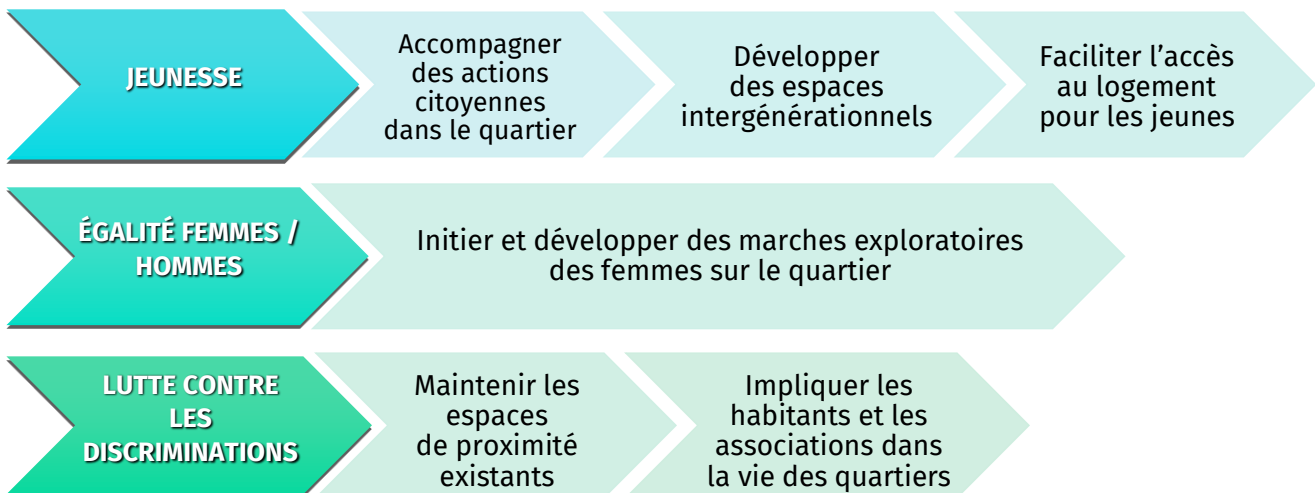 JEUNESSE
Accompagner
des actions
citoyennes
dans le quartier
Développer
des espaces
intergénérationnels
Faciliter l’accès
au logement
pour les jeunes
ÉGALITÉ FEMMES /
HOMMES
Initier et développer des marches exploratoires
des femmes sur le quartier
LUTTE CONTRE
LES
DISCRIMINATIONS
Maintenir les
espaces
de proximité
existants
Impliquer les
habitants et les
associations dans
la vie des quartiers